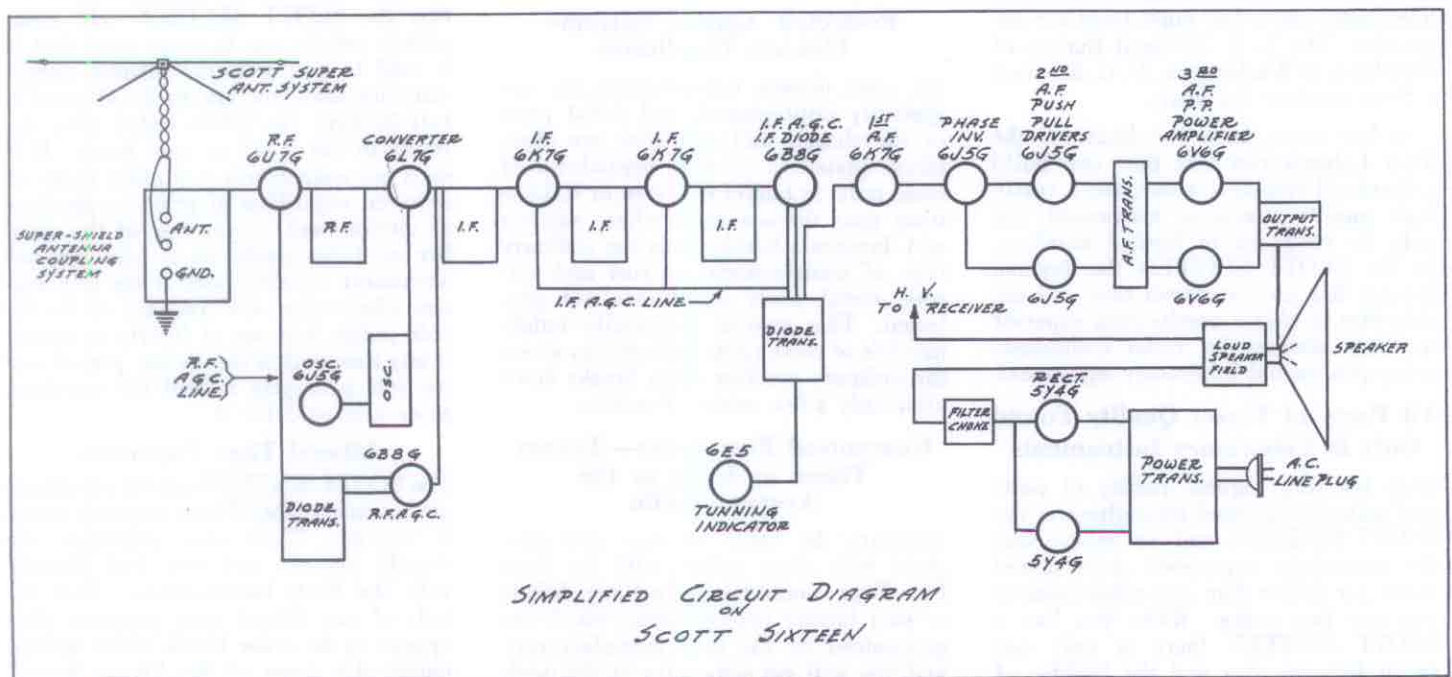 SCOTT SUPER
ANT. SYSTEM
R.F.
6U7G
CONVERTER
6L7G
I.F.
6K7G
I.F.
6K7G
I.F. A.G.C.
DIODE
6B8G
1ST
A.F.
6K7G
PHASE
INV.
6J5G
2ND
A.F.
PUSH
PULL
DRIVERS
6J5G
3RD
A.F.
P.P.
POWER
AMPLIFIER
6V6G
SUPER-SHIELD
ANTENNA
COUPLING
SYSTEM
ANT.
GND.
R.F.
I.F.
I.F.
I.F.
A.F. TRANS.
OUTPUT
TRANS.
6J5G
6V6G
I.F. A.G.C. LINE
H.V.
TO RECEIVER
DIODE
TRANS.
LOUD
SPEAKER
FIELD
SPEAKER
R.F.
A.G.C.
LINE
OSC.
6J5G
OSC.
RECT.
5Y4G
FILTER
CHOKE
POWER
TRANS.
A.C.
LINE PLUG
6B8G
DIODE
TRANS.
R.F.A.G.C.
6E5
TUNNING
INDICATOR
5Y4G
SIMPLIFIED CIRCUIT DIAGRAM
ON
SCOTT SIXTEEN